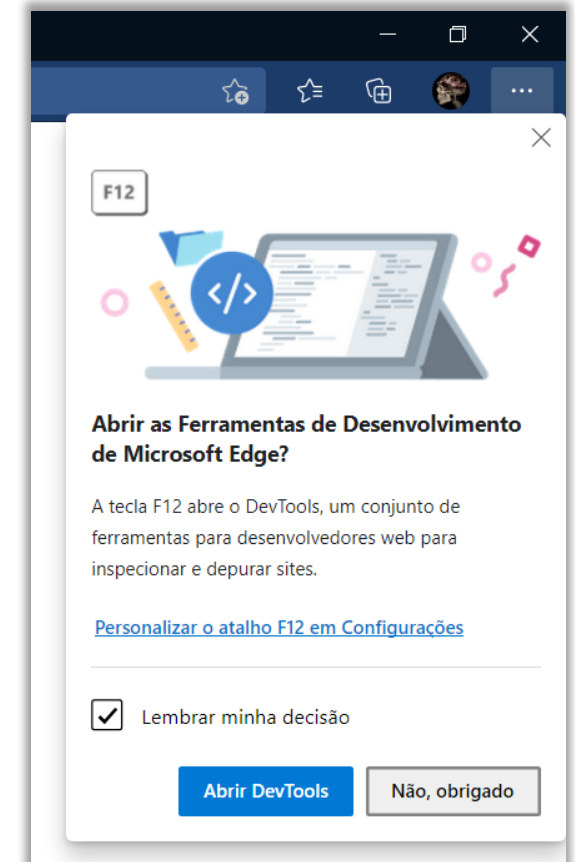 F12
</>
Abrir as Ferramentas de Desenvolvimento
de Microsoft Edge?
A tecla F12 abre o DevTools, um conjunto de
ferramentas para desenvolvedores web para
inspecionar e depurar sites.
Personalizar o atalho F12 em Configurações
Lembrar minha decisão
Abrir DevTools
Não, obrigado